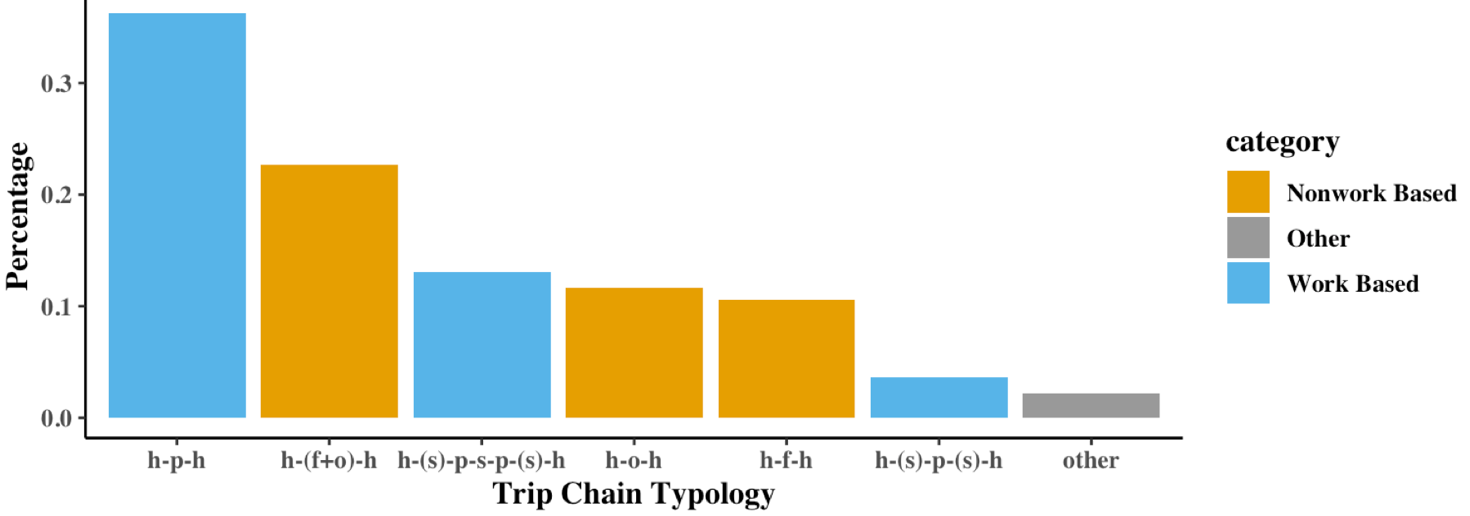 Percentage
0.3
0.2
0.1
0.0
h-p-h
h-(f+o)-h
h-(s)-p-s-p-(s)-h
h-o-h
h-f-h
h-(s)-p-(s)-h
other
Trip Chain Typology
category
Nonwork Based
Other
Work Based